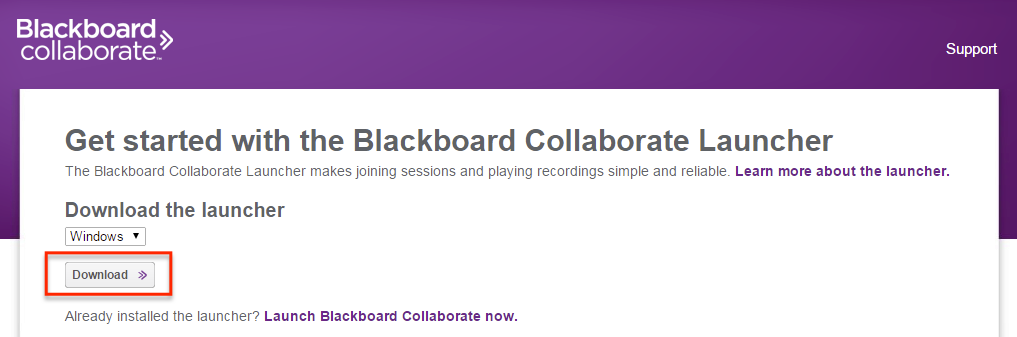 Blackboard
collaborate™
Support
Get started with the Blackboard Collaborate Launcher
The Blackboard Collaborate Launcher makes joining sessions and playing recordings simple and reliable. Learn more about the launcher.
Download the launcher
Windows
Download
Already installed the launcher? Launch Blackboard Collaborate now.